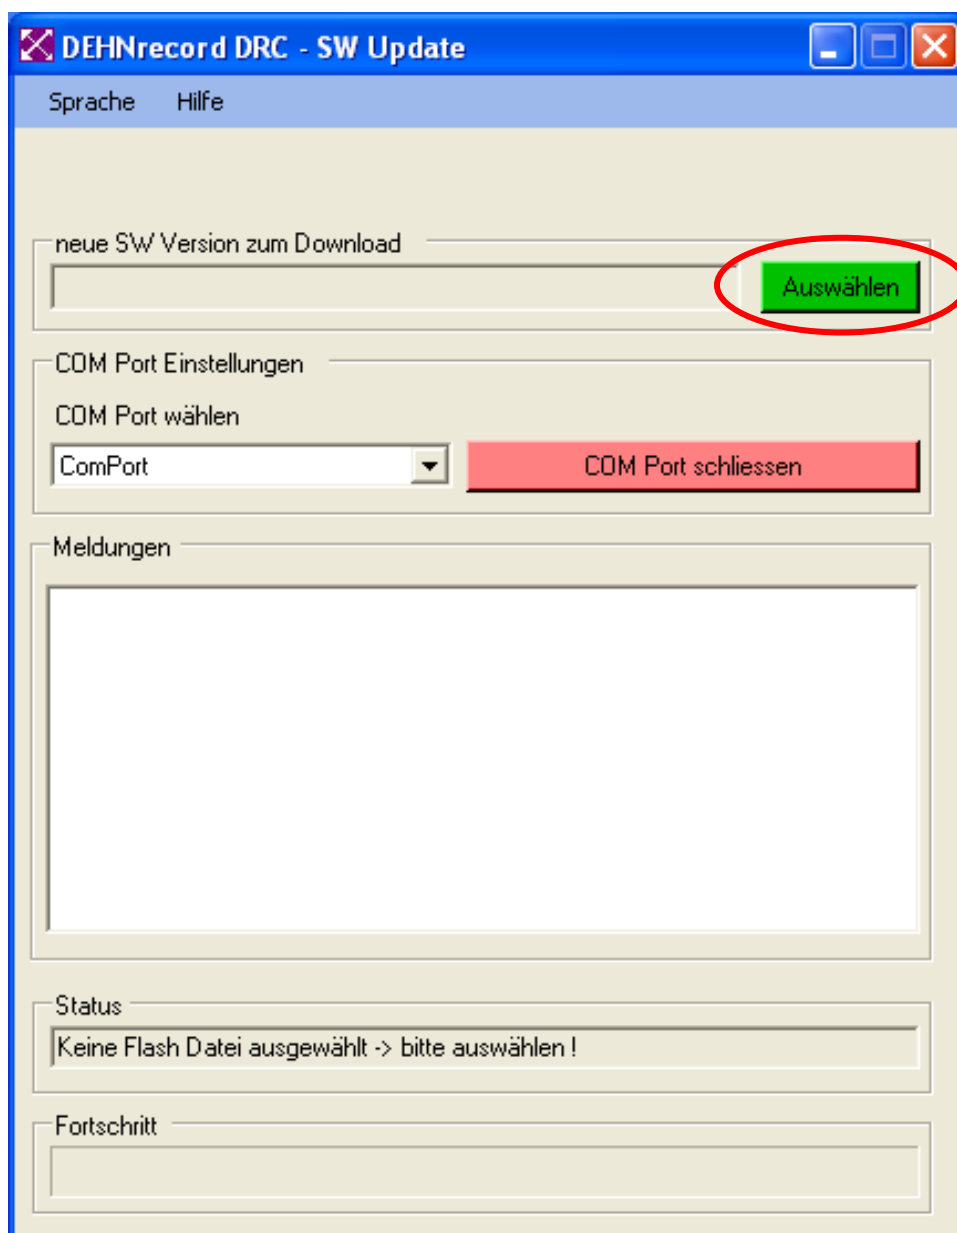 DEHNrecord DRC - SW Update
Sprache Hilfe
neue SW Version zum Download
Auswählen
COM Port Einstellungen
COM Port wählen
ComPort COM Port schliessen
Meldungen
Status
Keine Flash Datei ausgewählt -> bitte auswählen !
Fortschritt